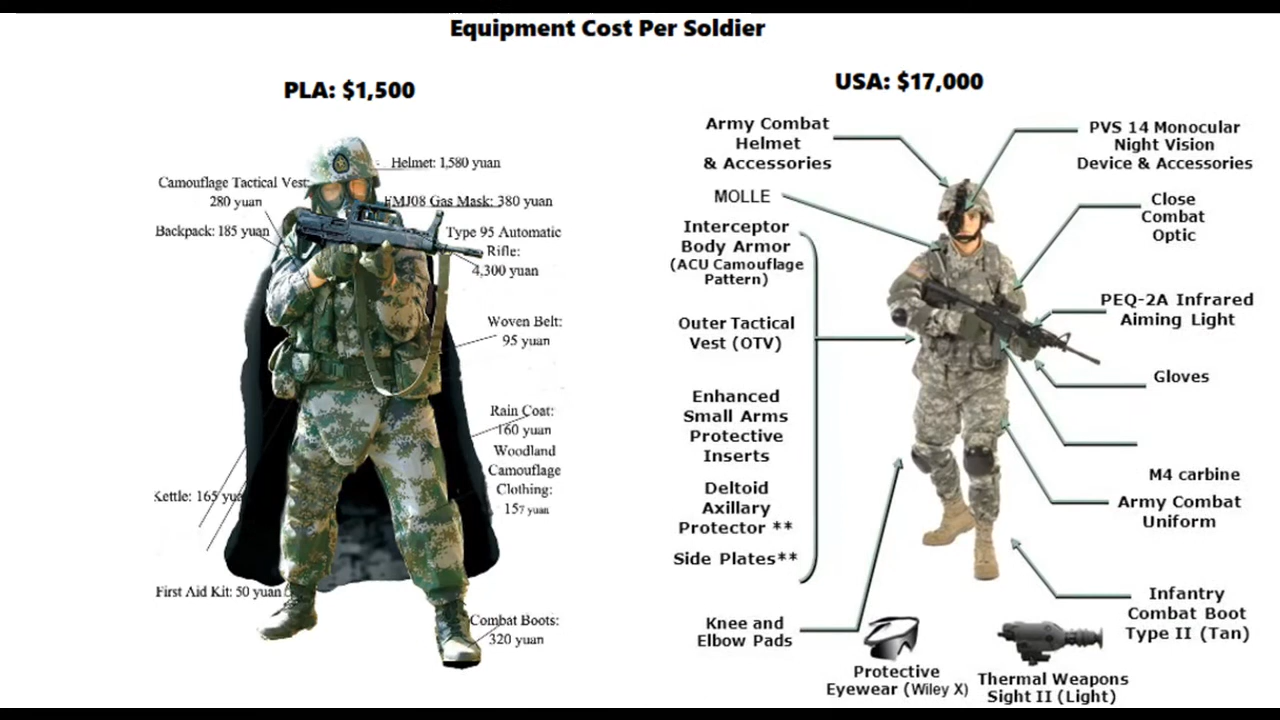 Equipment Cost Per Soldier
PLA: $1,500
Helmet: 1,580 yuan
Camouflage Tactical Vest:
280 yuan
FMJ08 Gas Mask: 380 yuan
Backpack: 185 yuan
Type 95 Automatic
Rifle:
4,300 yuan
Woven Belt:
95 yuan
Rain Coat:
160 yuan
Woodland
Camouflage
Clothing:
157 yuan
Kettle: 165 yuan
First Aid Kit: 50 yuan
Combat Boots:
320 yuan
USA: $17,000
Army Combat
Helmet
& Accessories
MOLLE
Interceptor
Body Armor
(ACU Camouflage
Pattern)
Outer Tactical
Vest (OTV)
Enhanced
Small Arms
Protective
Inserts
Deltoid
Axillary
Protector **
Side Plates**
Knee and
Elbow Pads
PVS 14 Monocular
Night Vision
Device & Accessories
Close
Combat
Optic
PEQ-2A Infrared
Aiming Light
Gloves
M4 carbine
Army Combat
Uniform
Infantry
Combat Boot
Type II (Tan)
Protective
Eyewear (Wiley X)
Thermal Weapons
Sight II (Light)